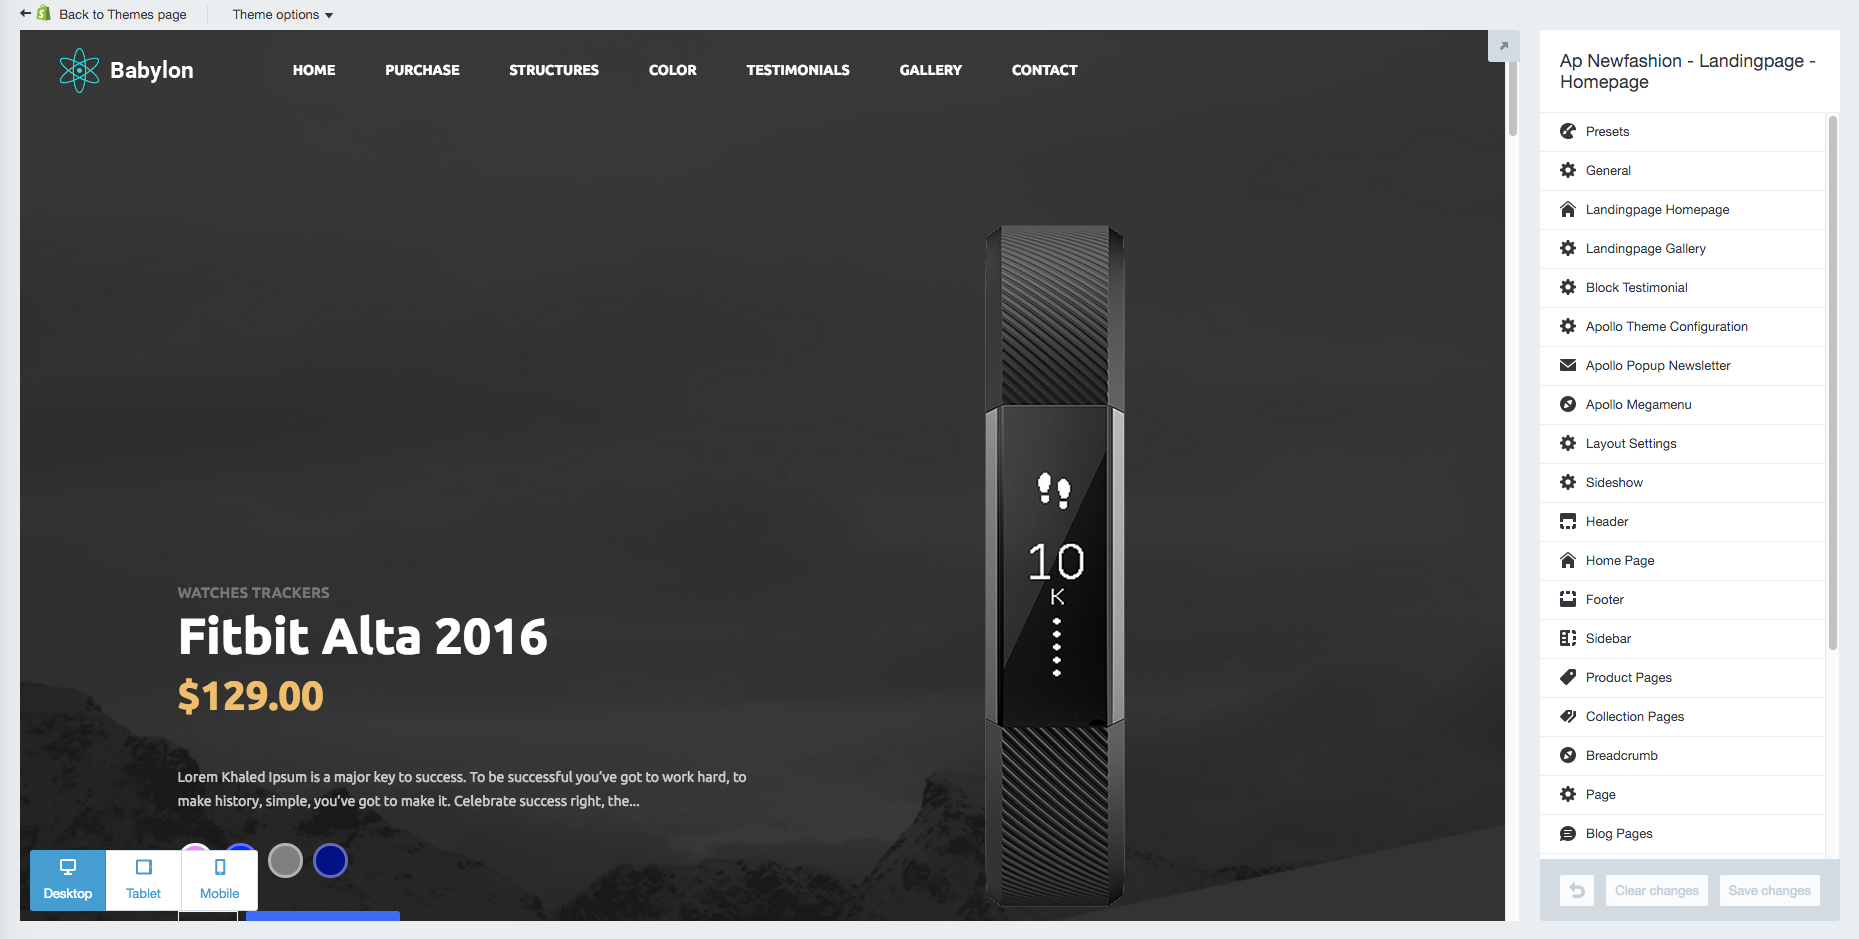 Back to Themes page
Theme options
Babylon
HOME
PURCHASE
STRUCTURES
COLOR
TESTIMONIALS
GALLERY
CONTACT
10
K
WATCHES TRACKERS
Fitbit Alta 2016
$129.00
Lorem Khaled Ipsum is a major key to success. To be successful you’ve got to work hard, to
make history, simple, you’ve got to make it. Celebrate success right, the...
Desktop
Tablet
Mobile
Ap Newfashion - Landingpage -
Homepage
Presets
General
Landingpage Homepage
Landingpage Gallery
Block Testimonial
Apollo Theme Configuration
Apollo Popup Newsletter
Apollo Megamenu
Layout Settings
Sideshow
Header
Home Page
Footer
Sidebar
Product Pages
Collection Pages
Breadcrumb
Page
Blog Pages
Clear changes
Save changes